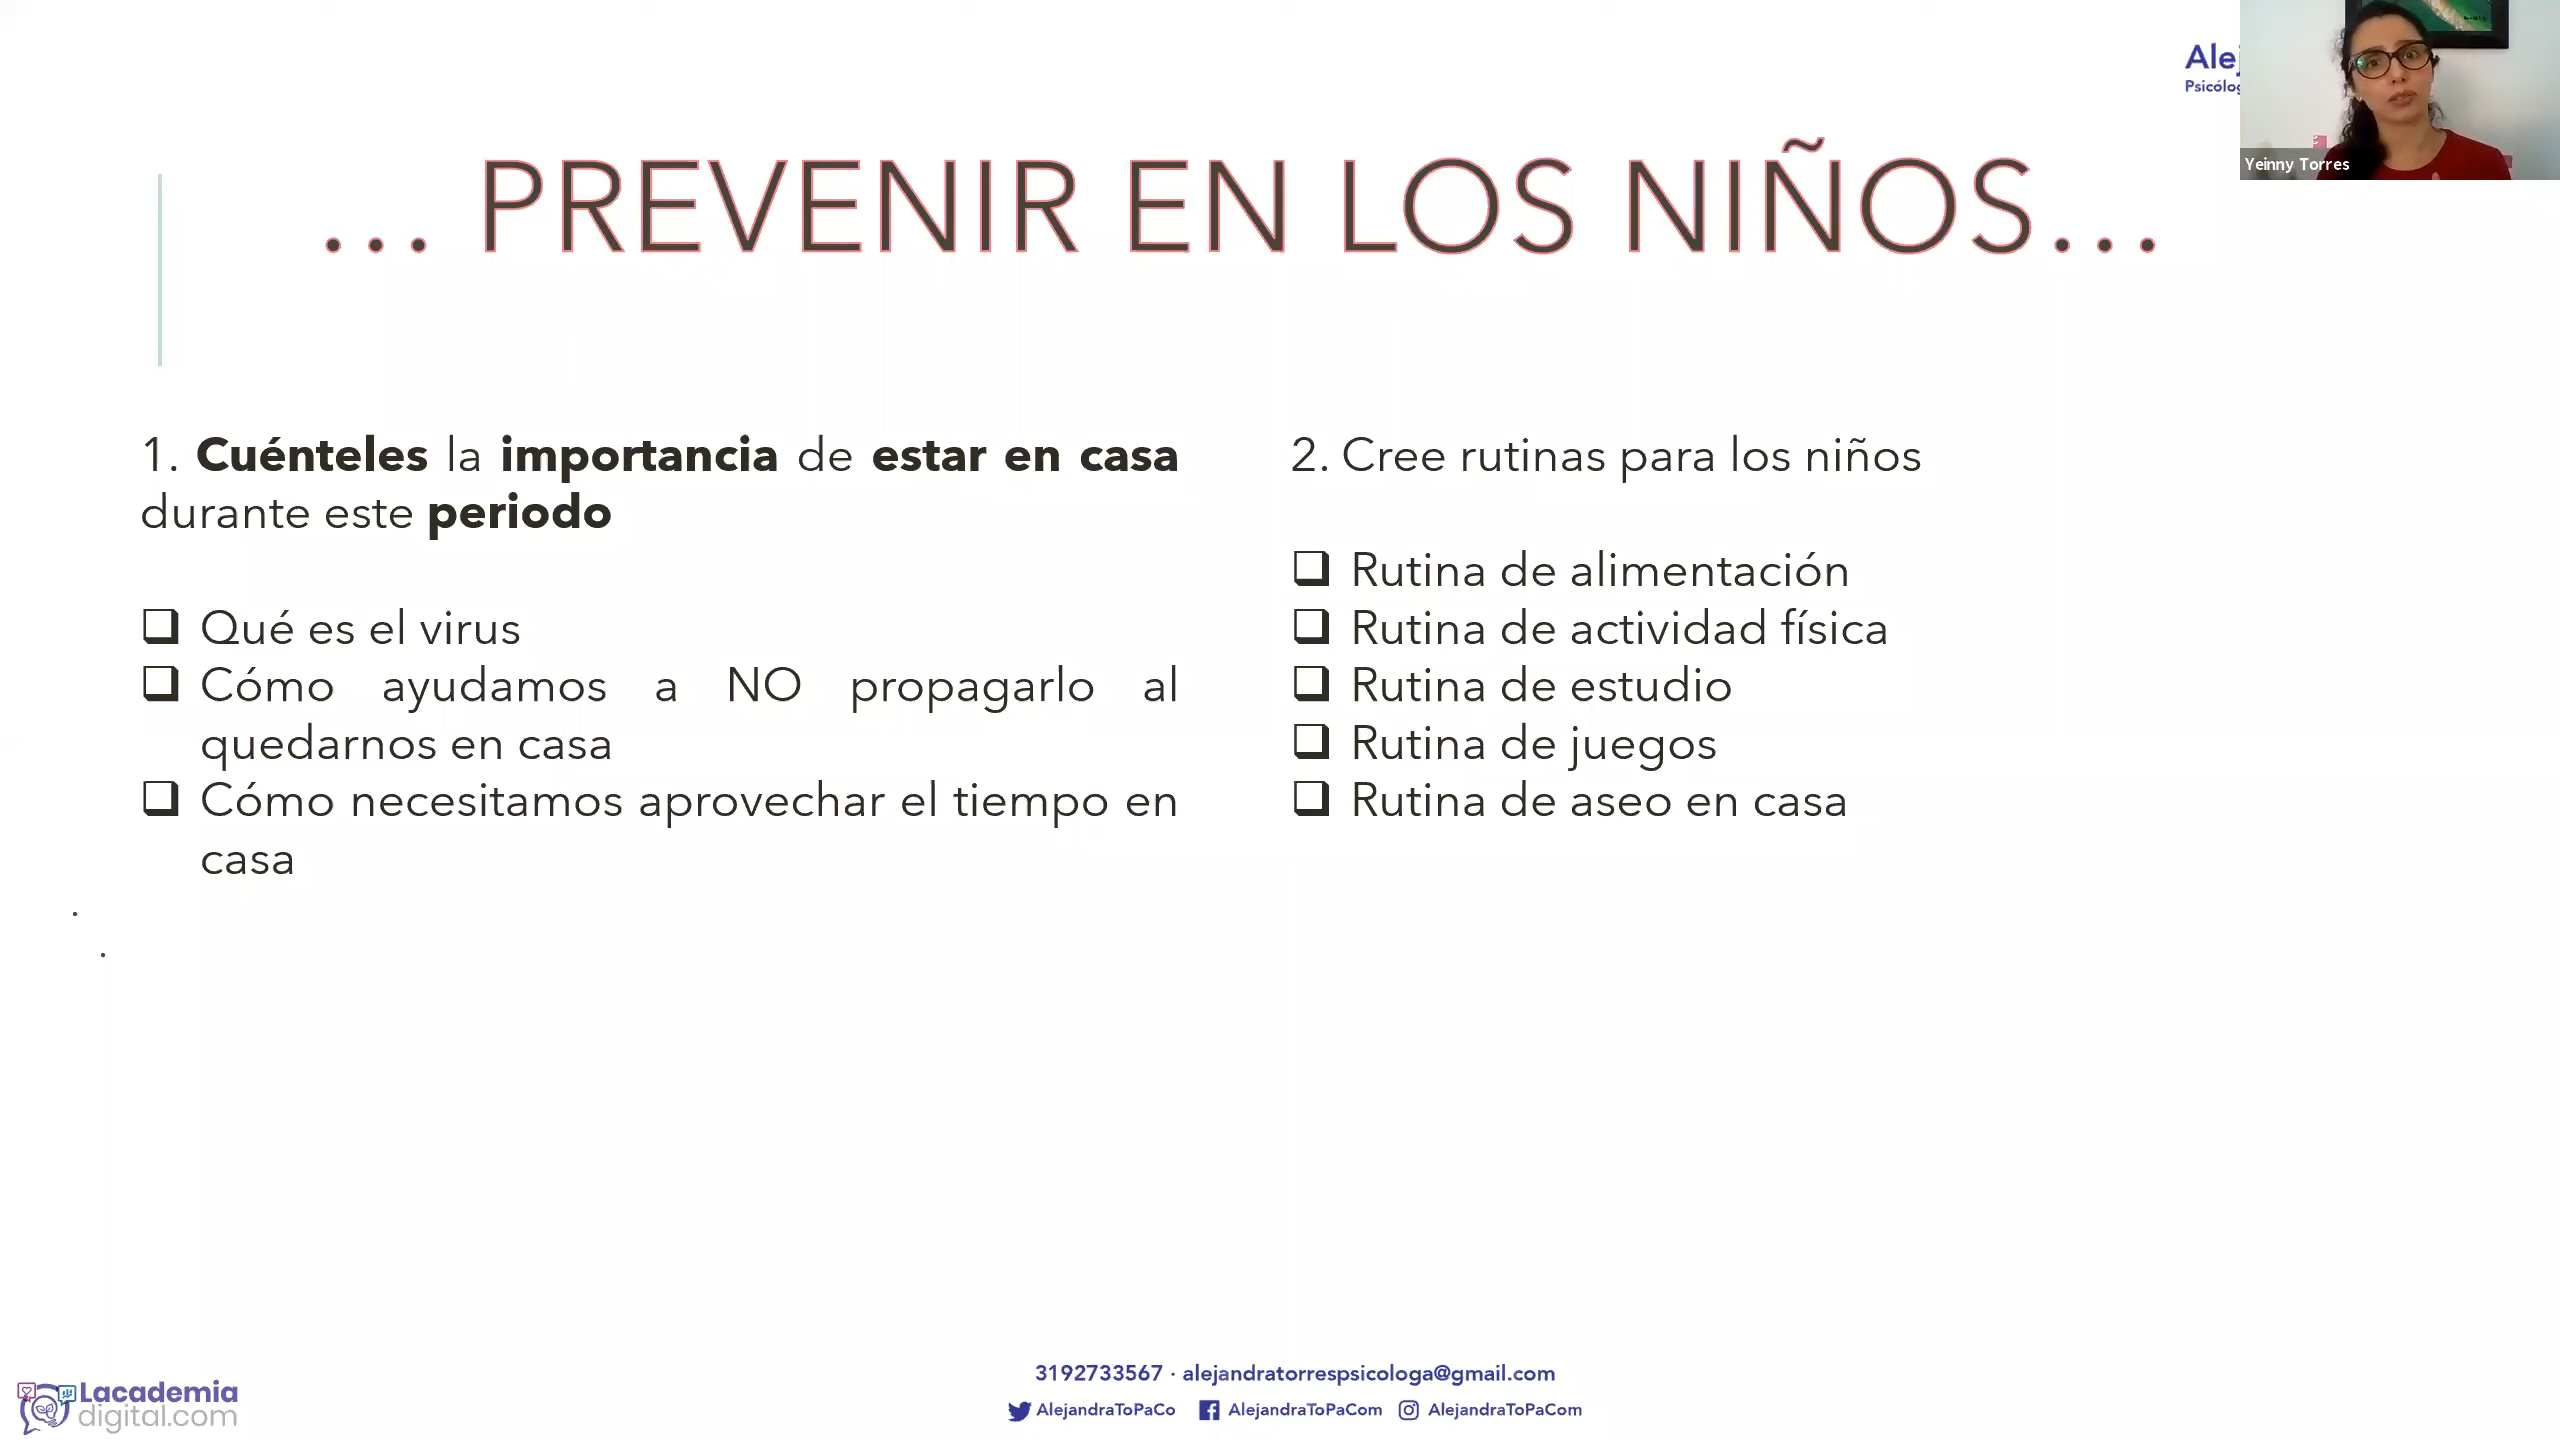 Yeinny Torres
... PREVENIR EN LOS NIÑOS...
1. Cuénteles la importancia de estar en casa
durante este periodo
❑ Qué es el virus
❑ Cómo ayudamos a NO propagarlo al
quedarnos en casa
❑ Cómo necesitamos aprovechar el tiempo en
casa
2. Cree rutinas para los niños
❑ Rutina de alimentación
❑ Rutina de actividad física
❑ Rutina de estudio
❑ Rutina de juegos
❑ Rutina de aseo en casa
3192733567 · alejandratorrespsicologa@gmail.com
AlejandraToPaCo AlejandraToPaCom AlejandraToPaCom
Lacademia
digital.com